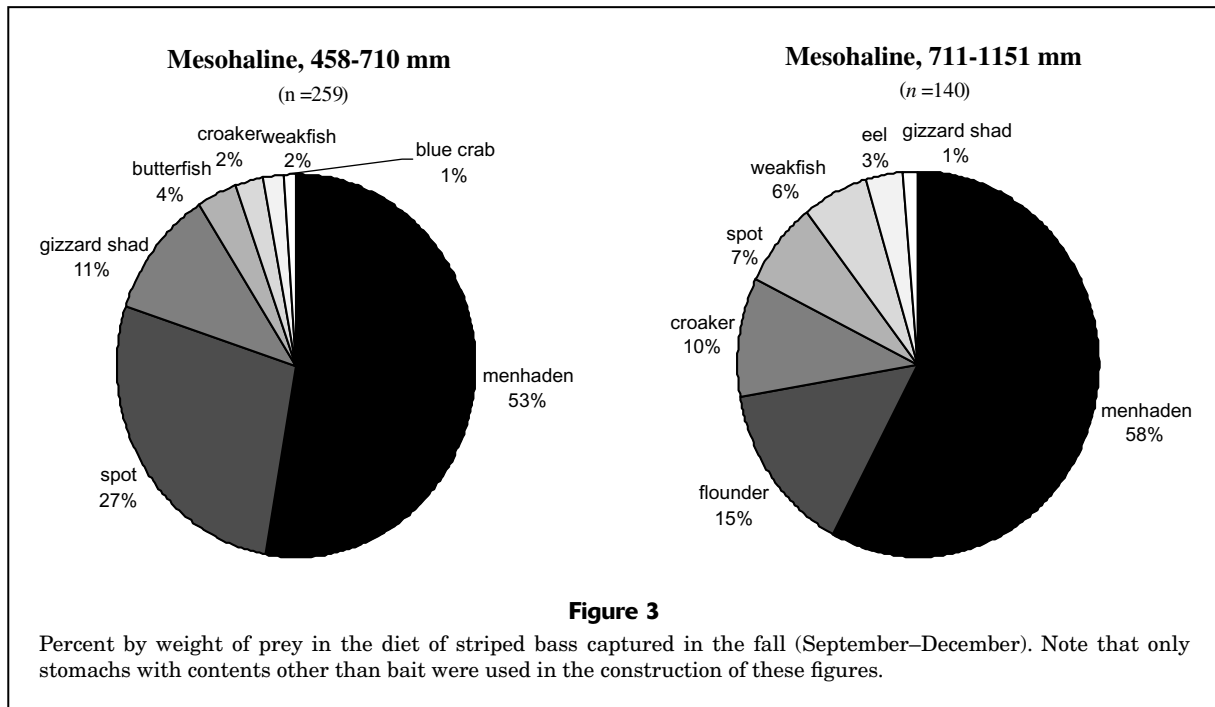 Mesohaline, 458-710 mm
(n =259)
croaker
2%
weakfish
2%
blue crab
1%
butterfish
4%
gizzard shad
11%
menhaden
53%
spot
27%
Mesohaline, 711-1151 mm
(n =140)
eel
3%
gizzard shad
1%
weakfish
6%
spot
7%
croaker
10%
menhaden
58%
flounder
15%
Figure 3
Percent by weight of prey in the diet of striped bass captured in the fall (September–December). Note that only
stomachs with contents other than bait were used in the construction of these figures.